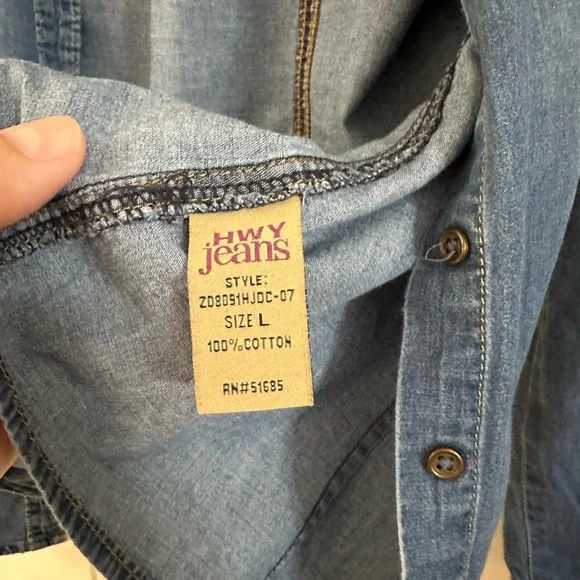 HWY
jeans
STYLE:
ZD8091HJDC-07
SIZE L
100% COTTON
RN#51685